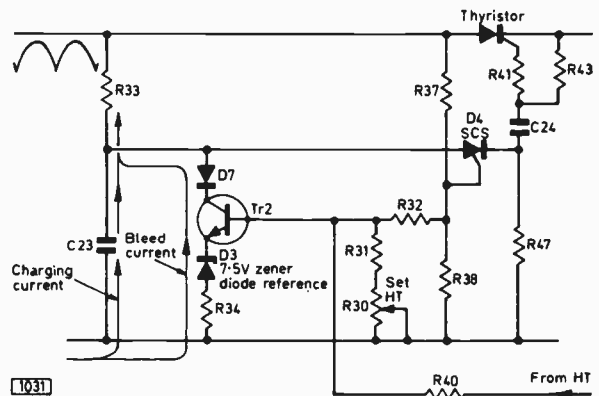 Thyristor
R33
R37
R41
R43
D4
SCS
C24
D7
Tr2
R32
C23
Bleed
current
D3
7·5V zener
diode reference
R31
Set
HT
R30
R38
R47
Charging
current
R34
1031
R40
From HT